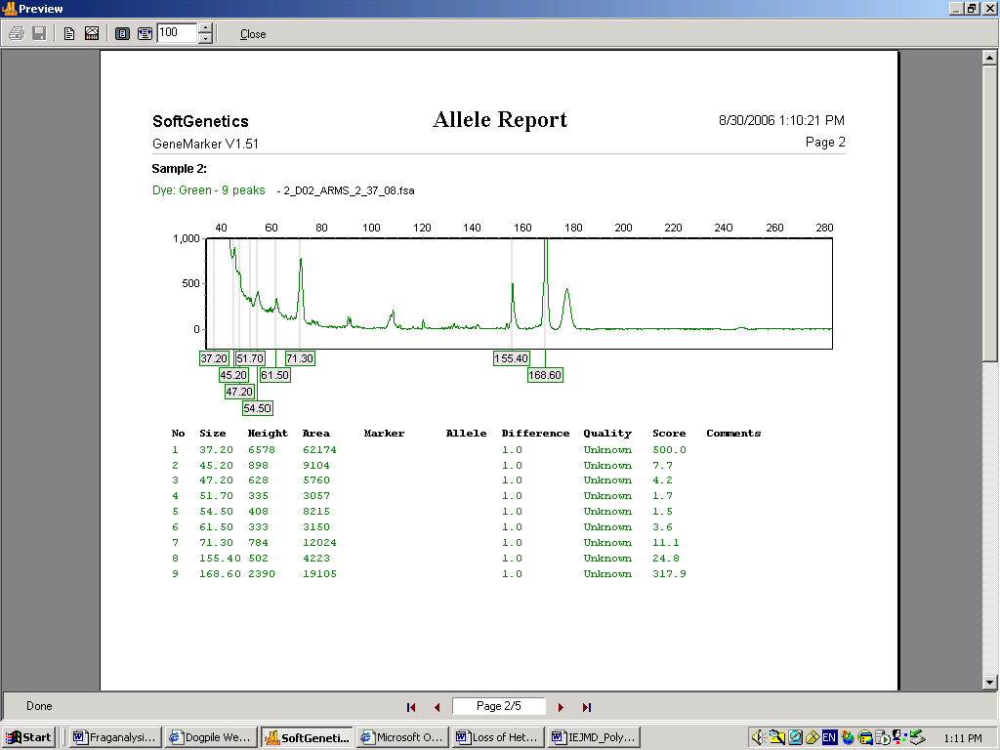 Preview
100 Close
SoftGenetics Allele Report 8/30/2006 1:10:21 PM
GeneMarker V1.51 Page 2
Sample 2:
Dye: Green - 9 peaks - 2_D02_ARMS_2_37_08.fsa
40 60 80 100 120 140 160 180 200 220 240 260 280
1,000
500
0
37.20 51.70 71.30 155.40
45.20 61.50 168.60
47.20
54.50
No Size Height Area Marker Allele Difference Quality Score Comments
1 37.20 6578 62174 1.0 Unknown 500.0
2 45.20 898 9104 1.0 Unknown 7.7
3 47.20 628 5760 1.0 Unknown 4.2
4 51.70 335 3057 1.0 Unknown 1.7
5 54.50 408 8215 1.0 Unknown 1.5
6 61.50 333 3150 1.0 Unknown 3.6
7 71.30 784 12024 1.0 Unknown 11.1
8 155.40 502 4223 1.0 Unknown 24.8
9 168.60 2390 19105 1.0 Unknown 317.9
Done Page 2/5
Start Fraganalysi... Dogpile We... SoftGeneti... Microsoft O... Loss of Het... IEJMD_Poly... EN 1:11 PM